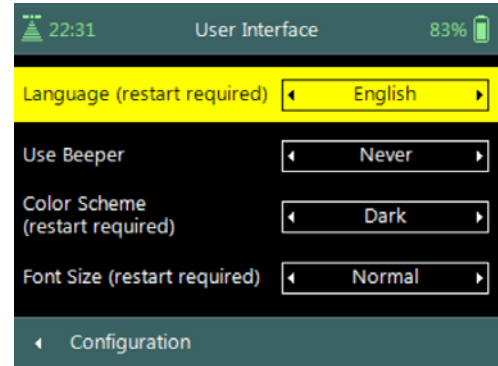 22:31 User Interface 83%
Language (restart required) English
Use Beeper Never
Color Scheme
(restart required) Dark
Font Size (restart required) Normal
Configuration